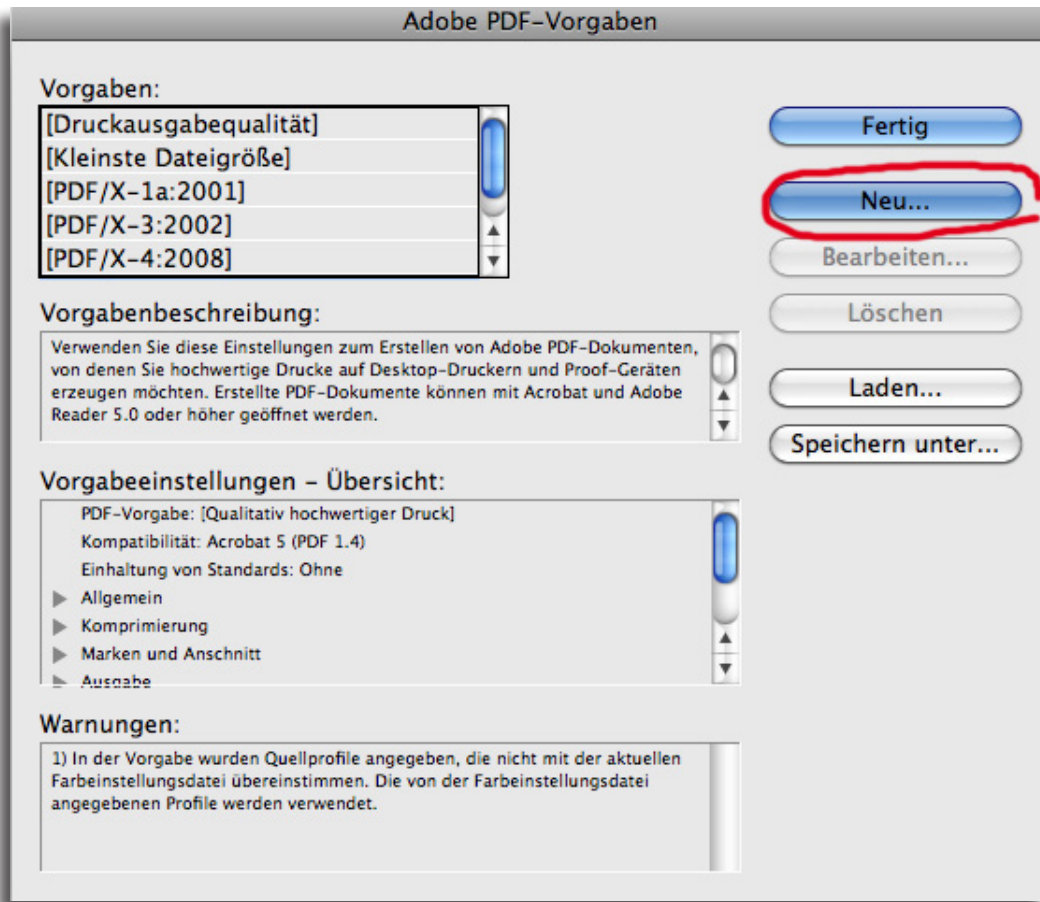 Adobe PDF-Vorgaben
Vorgaben:
[Druckausgabequalität]
[Kleinste Dateigröße]
[PDF/X-1a:2001]
[PDF/X-3:2002]
[PDF/X-4:2008]
Fertig
Neu...
Bearbeiten...
Löschen
Laden...
Speichern unter...
Vorgabenbeschreibung:
Verwenden Sie diese Einstellungen zum Erstellen von Adobe PDF-Dokumenten,
von denen Sie hochwertige Drucke auf Desktop-Druckern und Proof-Geräten
erzeugen möchten. Erstellte PDF-Dokumente können mit Acrobat und Adobe
Reader 5.0 oder höher geöffnet werden.
Vorgabeeinstellungen – Übersicht:
PDF-Vorgabe: [Qualitativ hochwertiger Druck]
Kompatibilität: Acrobat 5 (PDF 1.4)
Einhaltung von Standards: Ohne
Allgemein
Komprimierung
Marken und Anschnitt
Ausgabe
Warnungen:
1) In der Vorgabe wurden Quellprofile angegeben, die nicht mit der aktuellen
Farbeinstellungsdatei übereinstimmen. Die von der Farbeinstellungsdatei
angegebenen Profile werden verwendet.